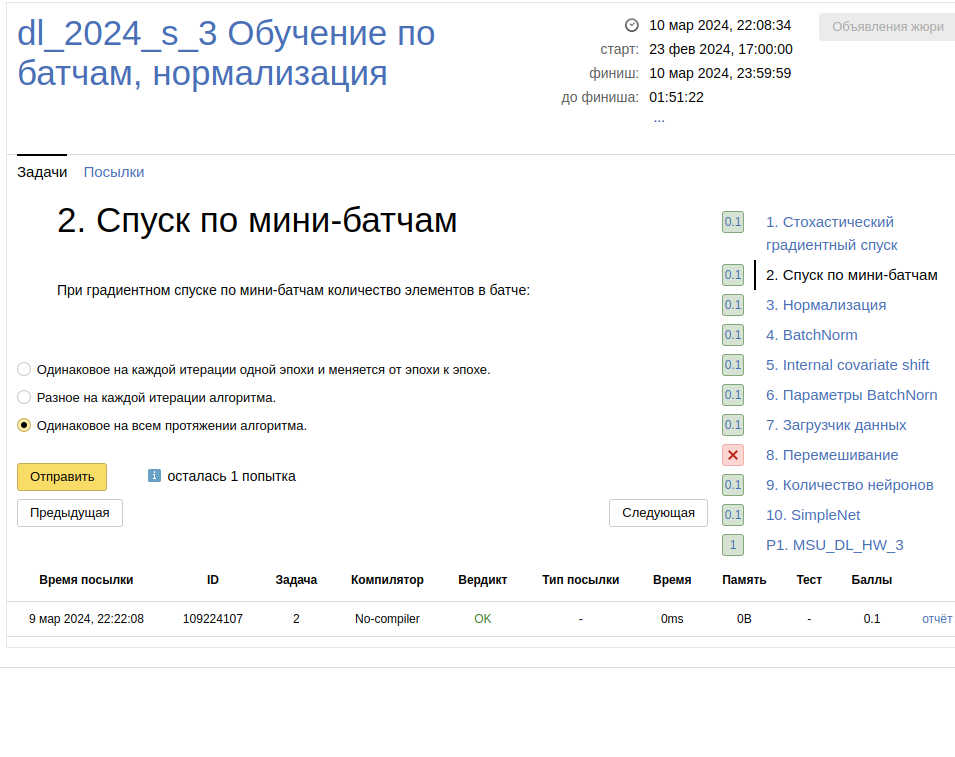 dl_2024_s_3 Обучение по
батчам, нормализация
10 мар 2024, 22:08:34
старт: 23 фев 2024, 17:00:00
финиш: 10 мар 2024, 23:59:59
до финиша: 01:51:22
...
Объявления жюри
Задачи Посылки
2. Спуск по мини-батчам
При градиентном спуске по мини-батчам количество элементов в батче:
Одинаковое на каждой итерации одной эпохи и меняется от эпохи к эпохе.
Разное на каждой итерации алгоритма.
Одинаковое на всем протяжении алгоритма.
Отправить осталась 1 попытка
Предыдущая Следующая
0.1 1. Стохастический
градиентный спуск
0.1 2. Спуск по мини-батчам
0.1 3. Нормализация
0.1 4. BatchNorm
0.1 5. Internal covariate shift
0.1 6. Параметры BatchNorn
0.1 7. Загрузчик данных
8. Перемешивание
0.1 9. Количество нейронов
0.1 10. SimpleNet
1 P1. MSU_DL_HW_3
Время посылки ID Задача Компилятор Вердикт Тип посылки Время Память Тест Баллы
9 мар 2024, 22:22:08 109224107 2 No-compiler OK - 0ms 0B - 0.1 отчёт